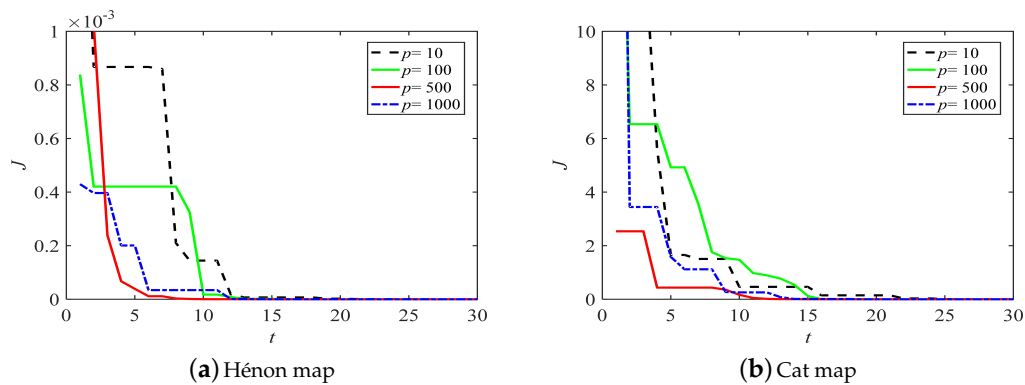 ×10⁻³
1
0.8
0.6
0.4
0.2
0
J
0 5 10 15 20 25 30
t
p= 10
p= 100
p= 500
p= 1000
(a) Hénon map
10
8
6
4
2
0
J
0 5 10 15 20 25 30
t
p= 10
p= 100
p= 500
p= 1000
(b) Cat map